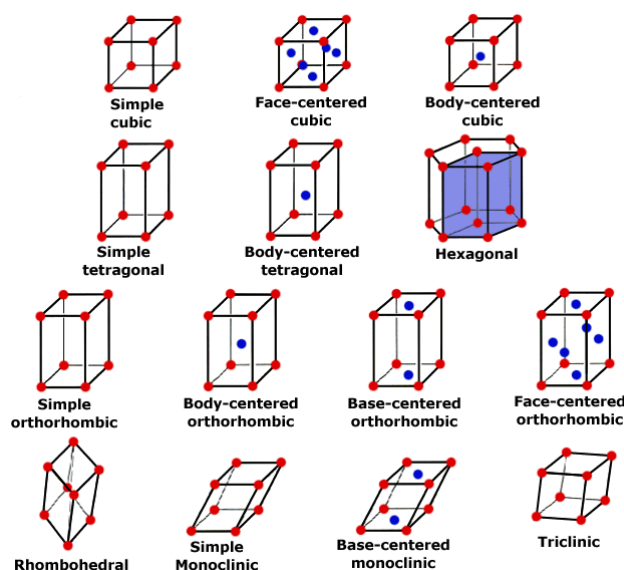 Simple
cubic
Face-centered
cubic
Body-centered
cubic
Simple
tetragonal
Body-centered
tetragonal
Hexagonal
Simple
orthorhombic
Body-centered
orthorhombic
Base-centered
orthorhombic
Face-centered
orthorhombic
Rhombohedral
Simple
Monoclinic
Base-centered
monoclinic
Triclinic